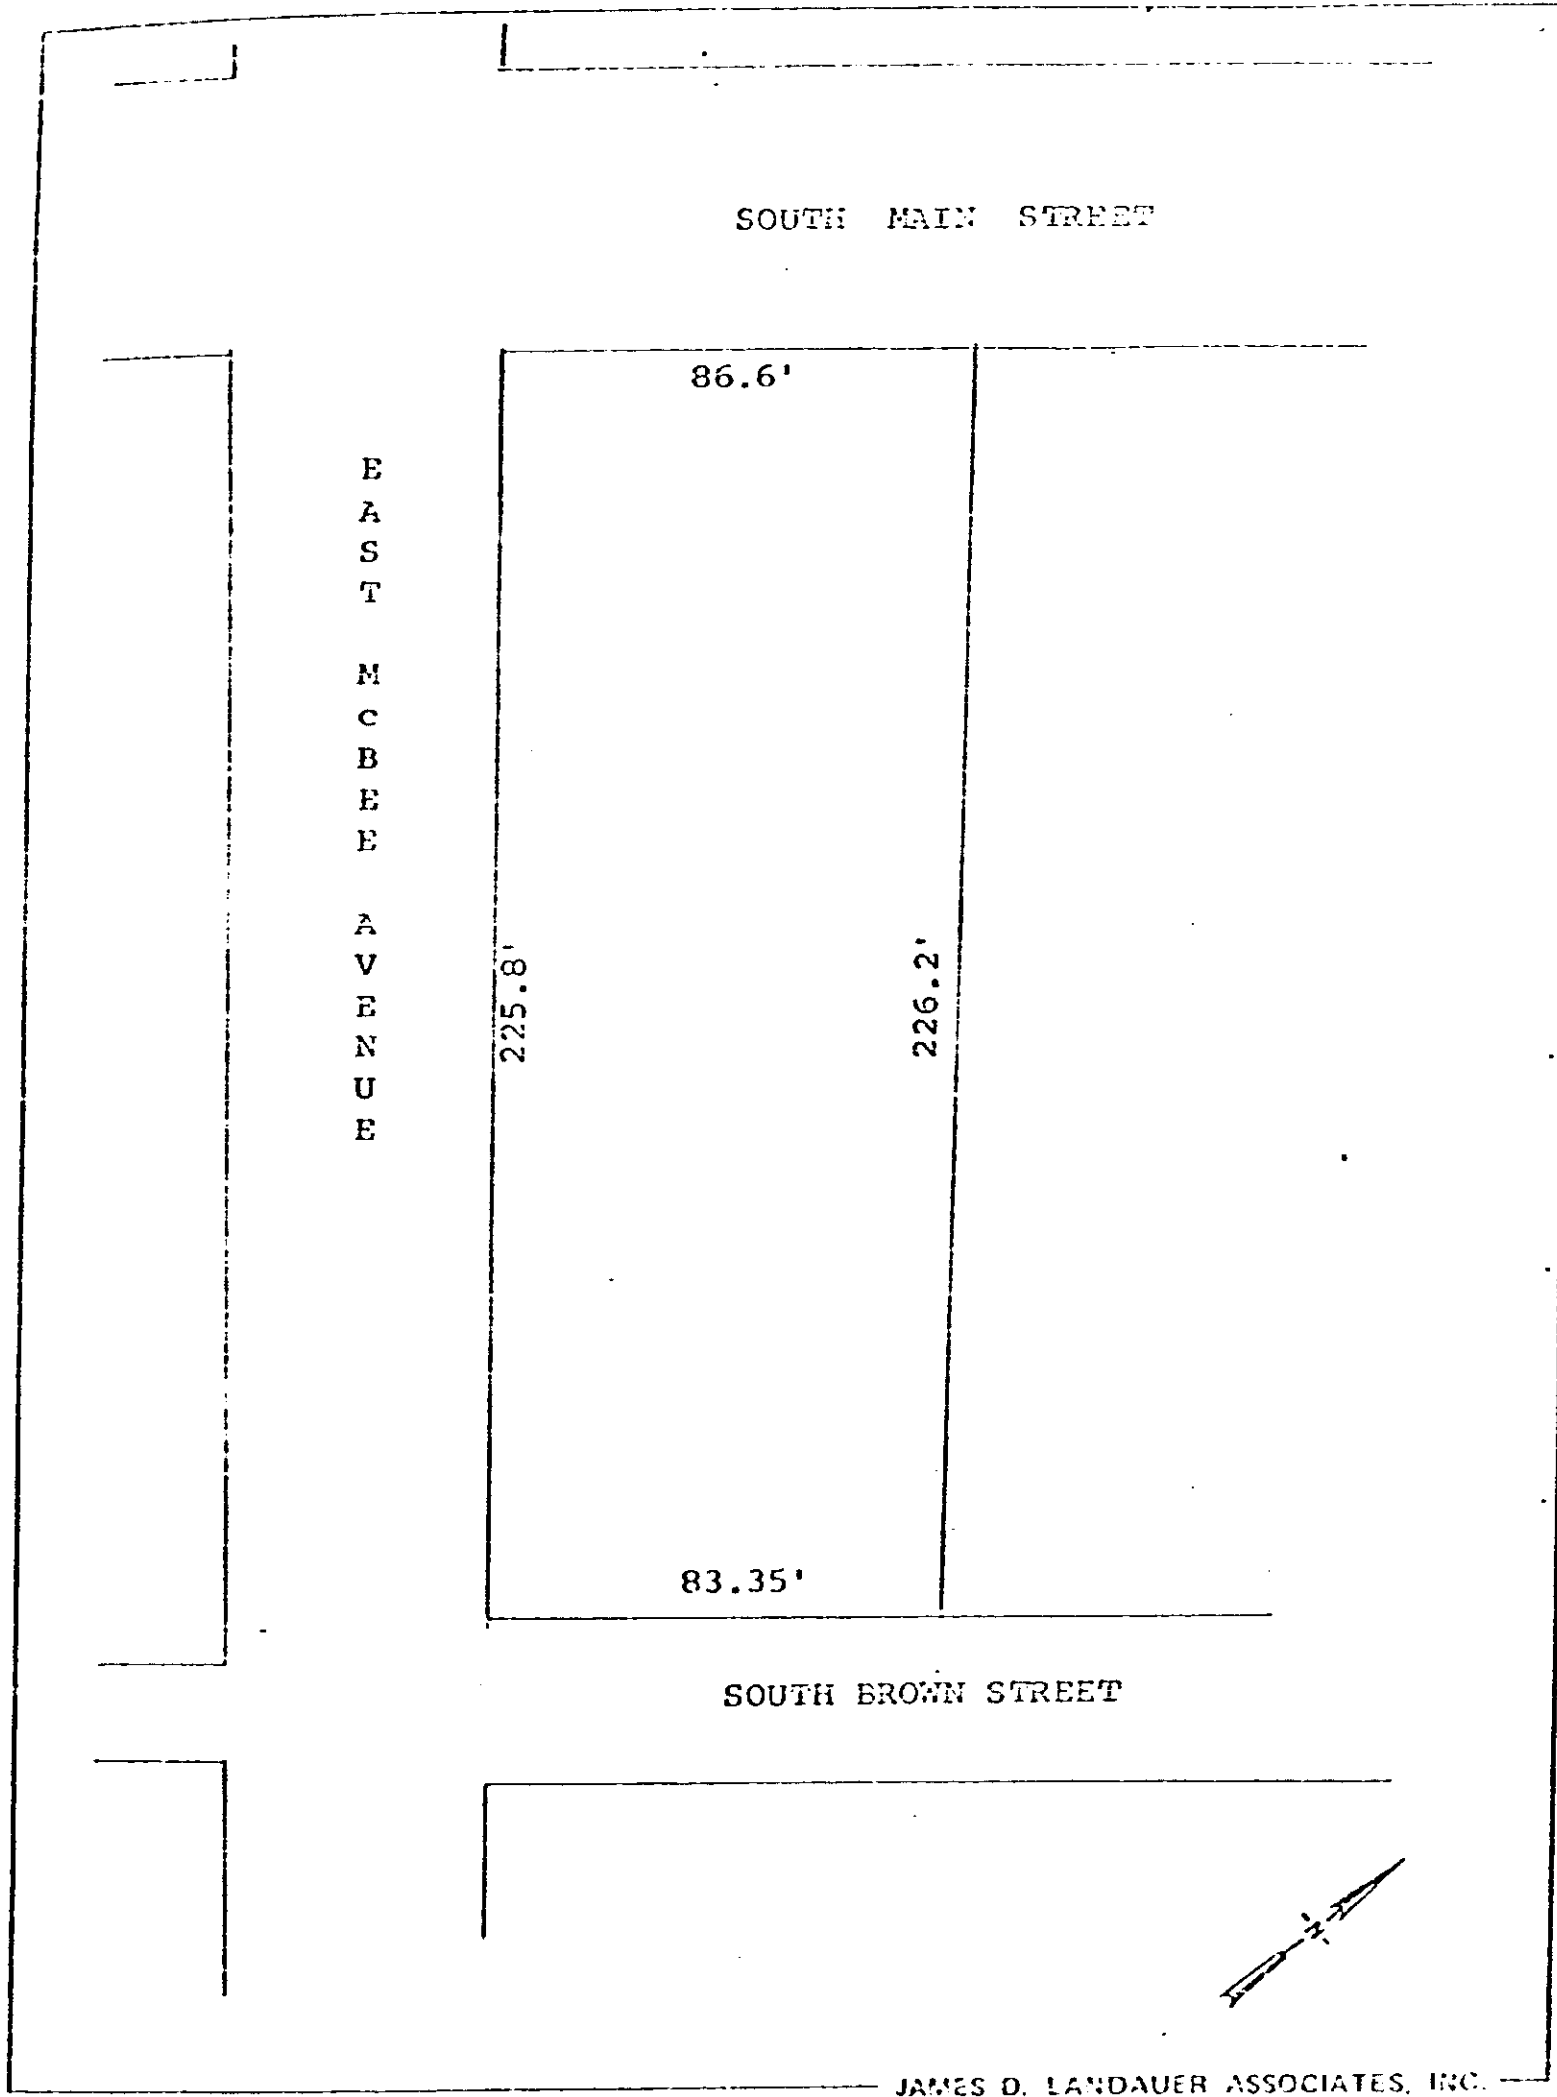 SOUTH MAIN STREET
86.6'
EAST McBEE AVENUE
225.8'
226.2'
83.35'
SOUTH BROWN STREET
N
JAMES D. LANDAUER ASSOCIATES, INC.